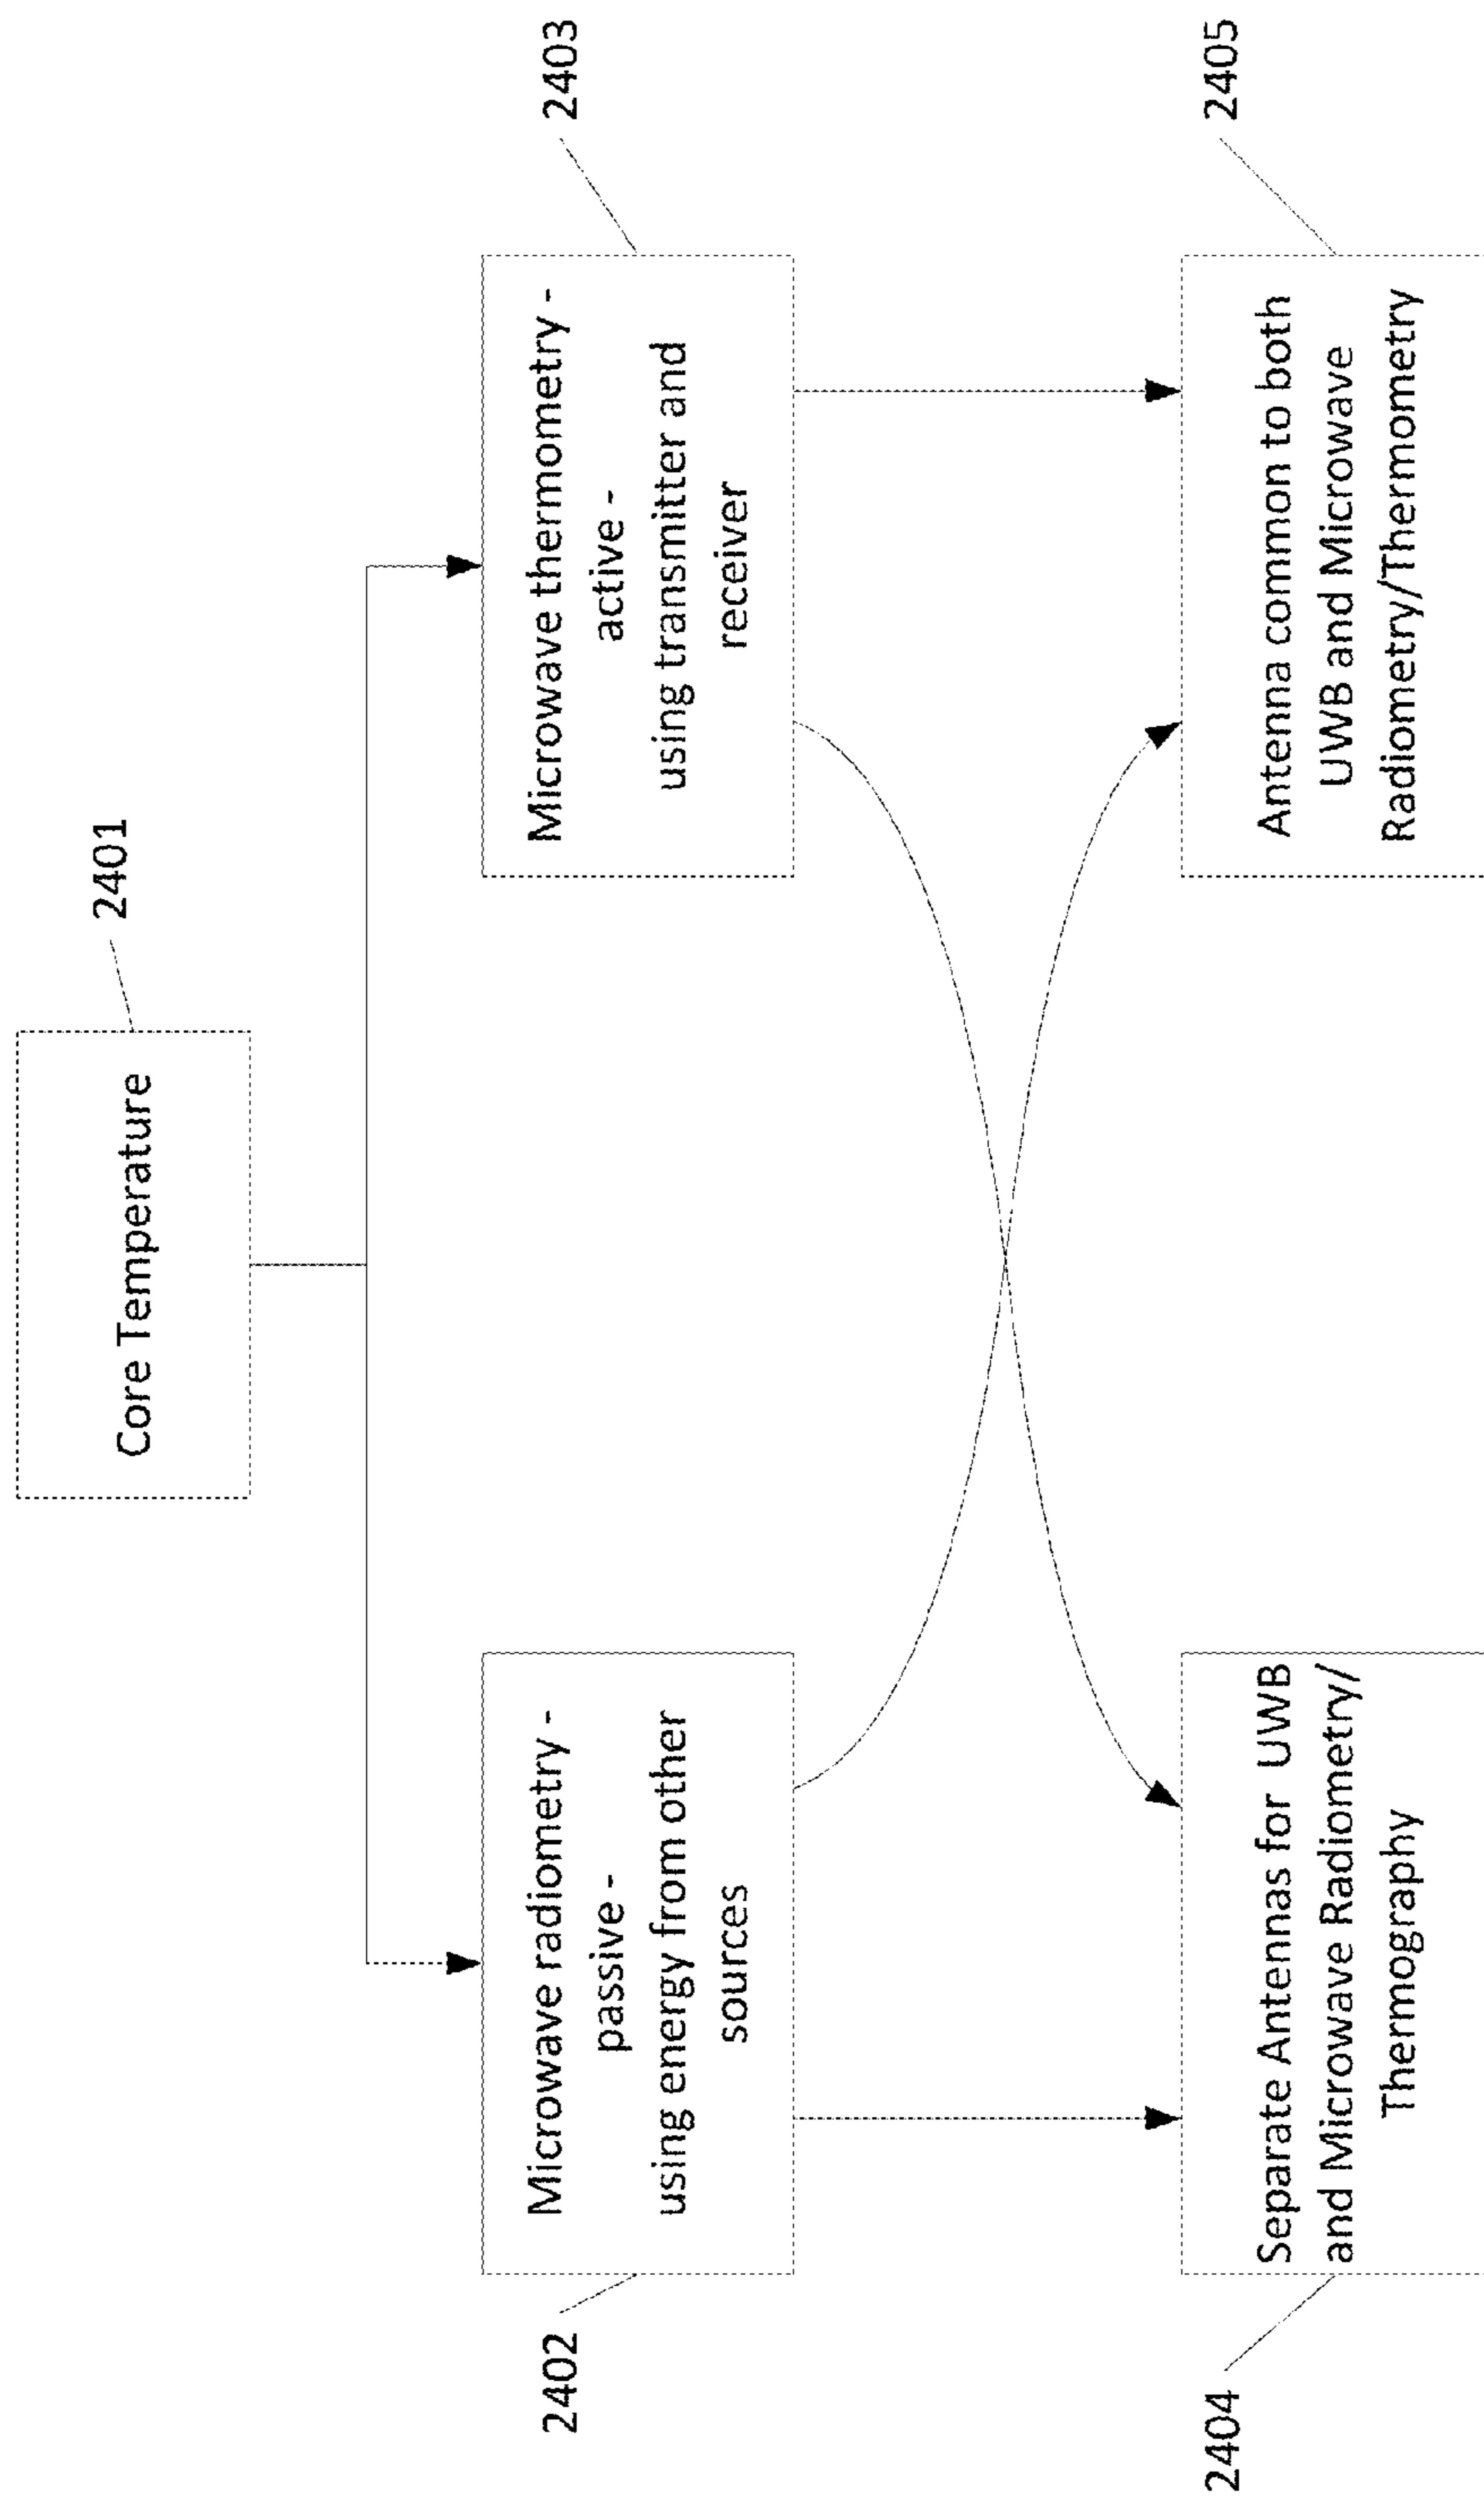 2401
Core Temperature
2402
Microwave radiometry -
passive -
using energy from other
sources
2403
Microwave thermometry -
active -
using transmitter and
receiver
2404
Separate Antennas for UWB
and Microwave Radiometry/
Thermography
2405
Antenna common to both
UWB and Microwave
Radiometry/Thermometry